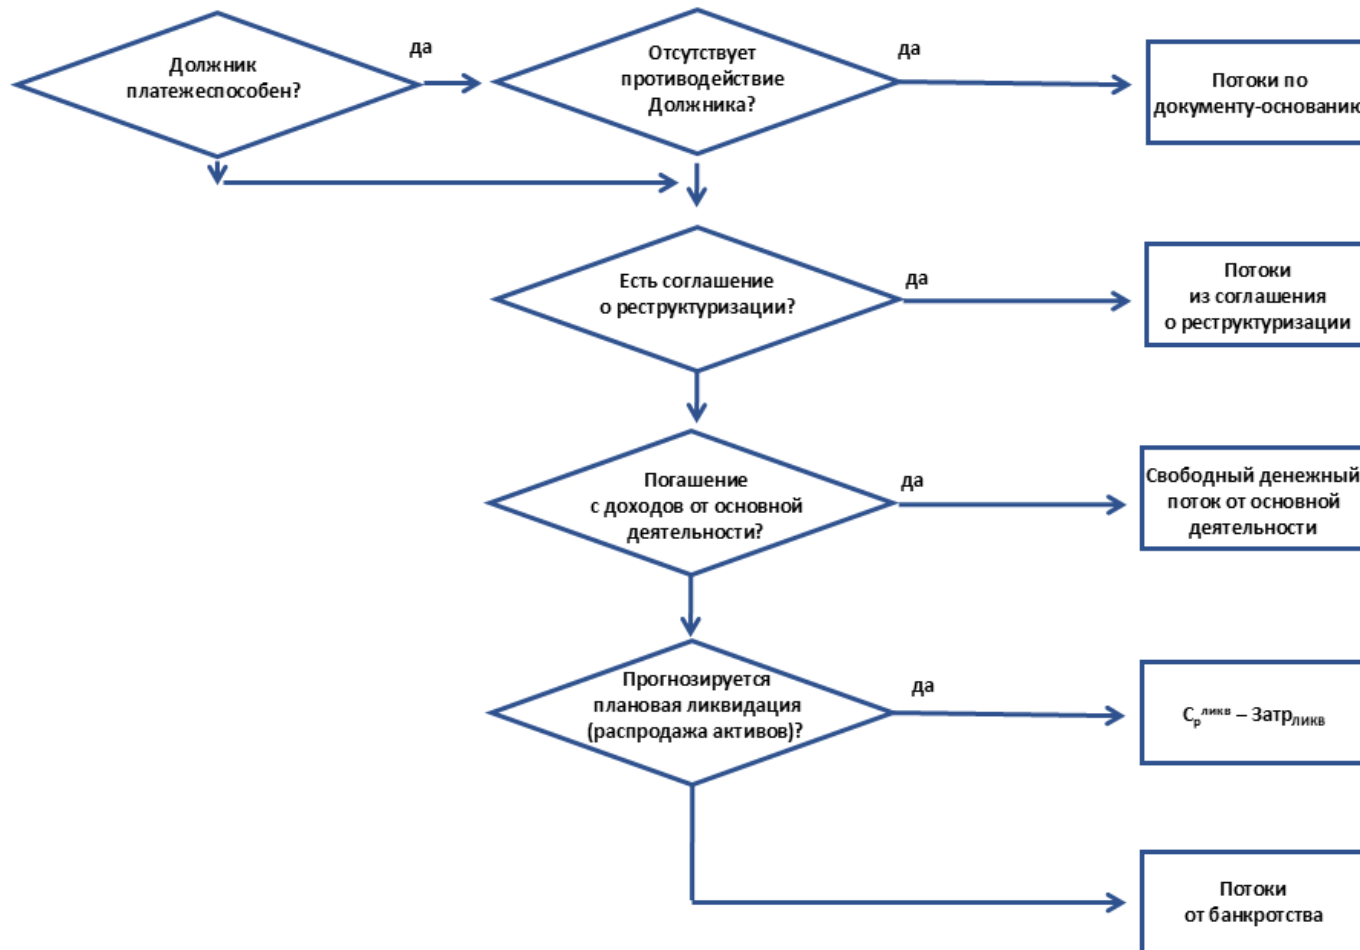 Должник
платежеспособен?
да
Отсутствует
противодействие
Должника?
да
Потоки по
документу-основанию
Есть соглашение
о реструктуризации?
да
Потоки
из соглашения
о реструктуризации
Погашение
с доходов от основной
деятельности?
да
Свободный денежный
поток от основной
деятельности
Прогнозируется
плановая ликвидация
(распродажа активов)?
да
Cₚᴸᴵᴷᴮ – Затрликв
Потоки
от банкротства